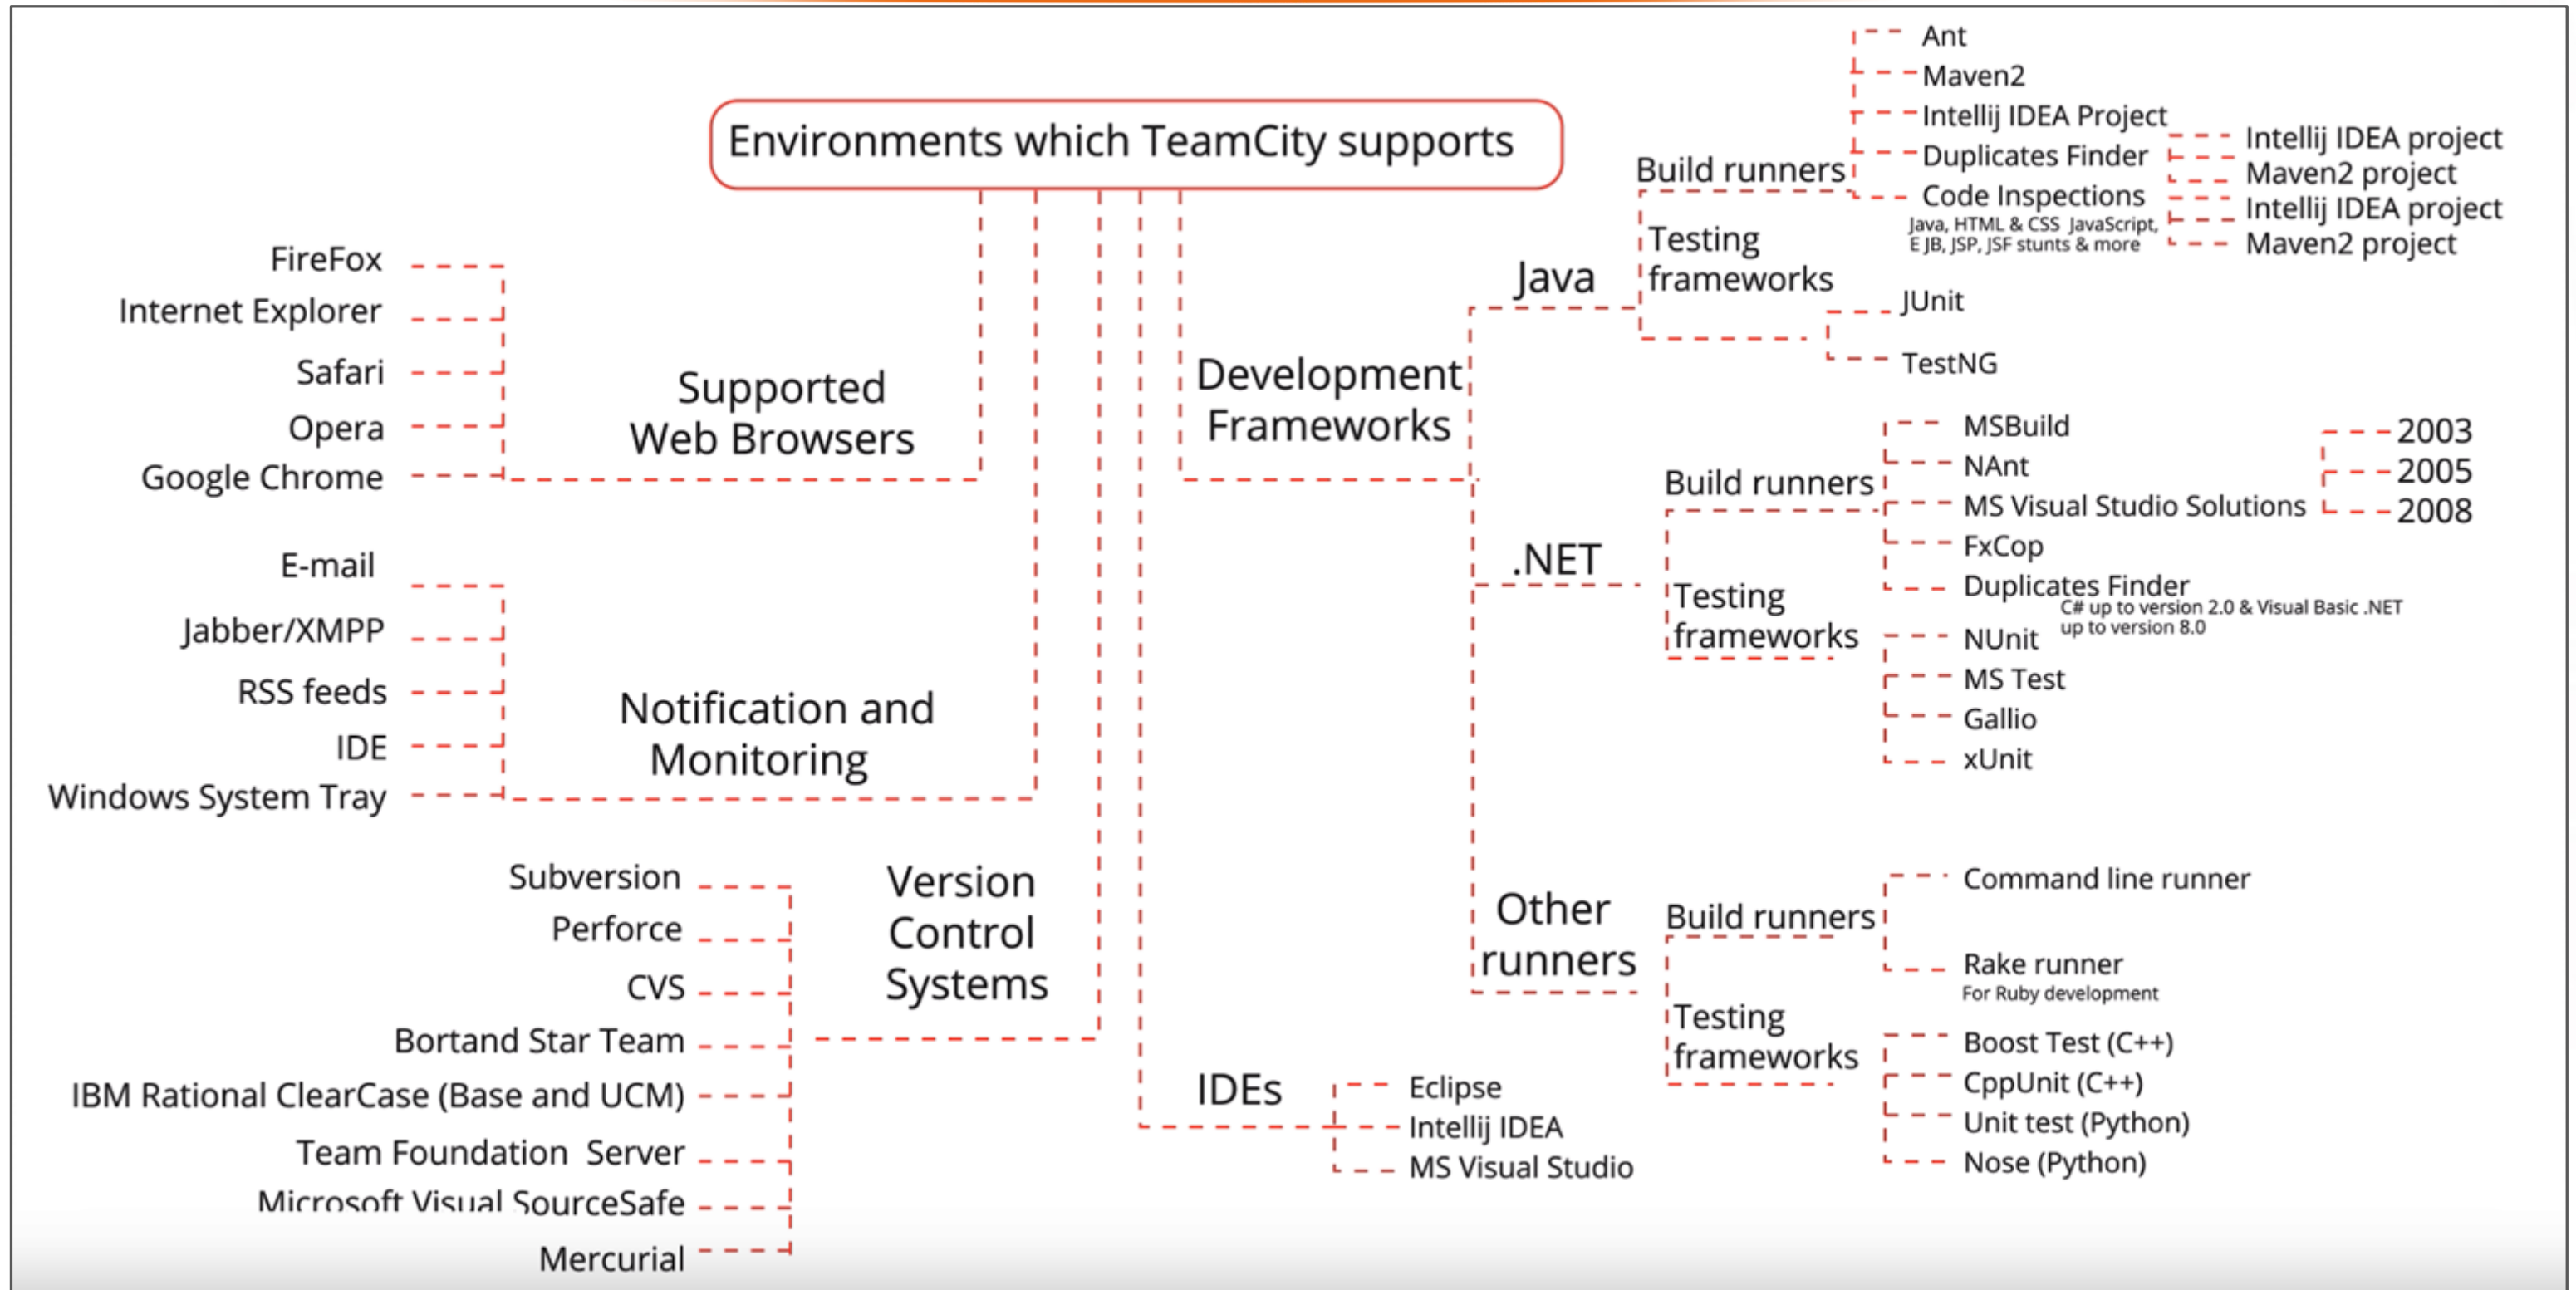 Environments which TeamCity supports
FireFox
Internet Explorer
Safari
Opera
Google Chrome
Supported
Web Browsers
E-mail
Jabber/XMPP
RSS feeds
IDE
Windows System Tray
Notification and
Monitoring
Subversion
Perforce
CVS
Bortand Star Team
IBM Rational ClearCase (Base and UCM)
Team Foundation Server
Microsoft Visual SourceSafe
Mercurial
Version
Control
Systems
IDEs
Eclipse
Intellij IDEA
MS Visual Studio
Development
Frameworks
Java
Build runners
Ant
Maven2
Intellij IDEA Project
Duplicates Finder
Intellij IDEA project
Maven2 project
Code Inspections
Java, HTML & CSS JavaScript,
E JB, JSP, JSF stunts & more
Intellij IDEA project
Maven2 project
Testing
frameworks
JUnit
TestNG
.NET
Build runners
MSBuild
NAnt
MS Visual Studio Solutions
2003
2005
2008
FxCop
Duplicates Finder
C# up to version 2.0 & Visual Basic .NET
up to version 8.0
Testing
frameworks
NUnit
MS Test
Gallio
xUnit
Other
runners
Build runners
Command line runner
Rake runner
For Ruby development
Testing
frameworks
Boost Test (C++)
CppUnit (C++)
Unit test (Python)
Nose (Python)